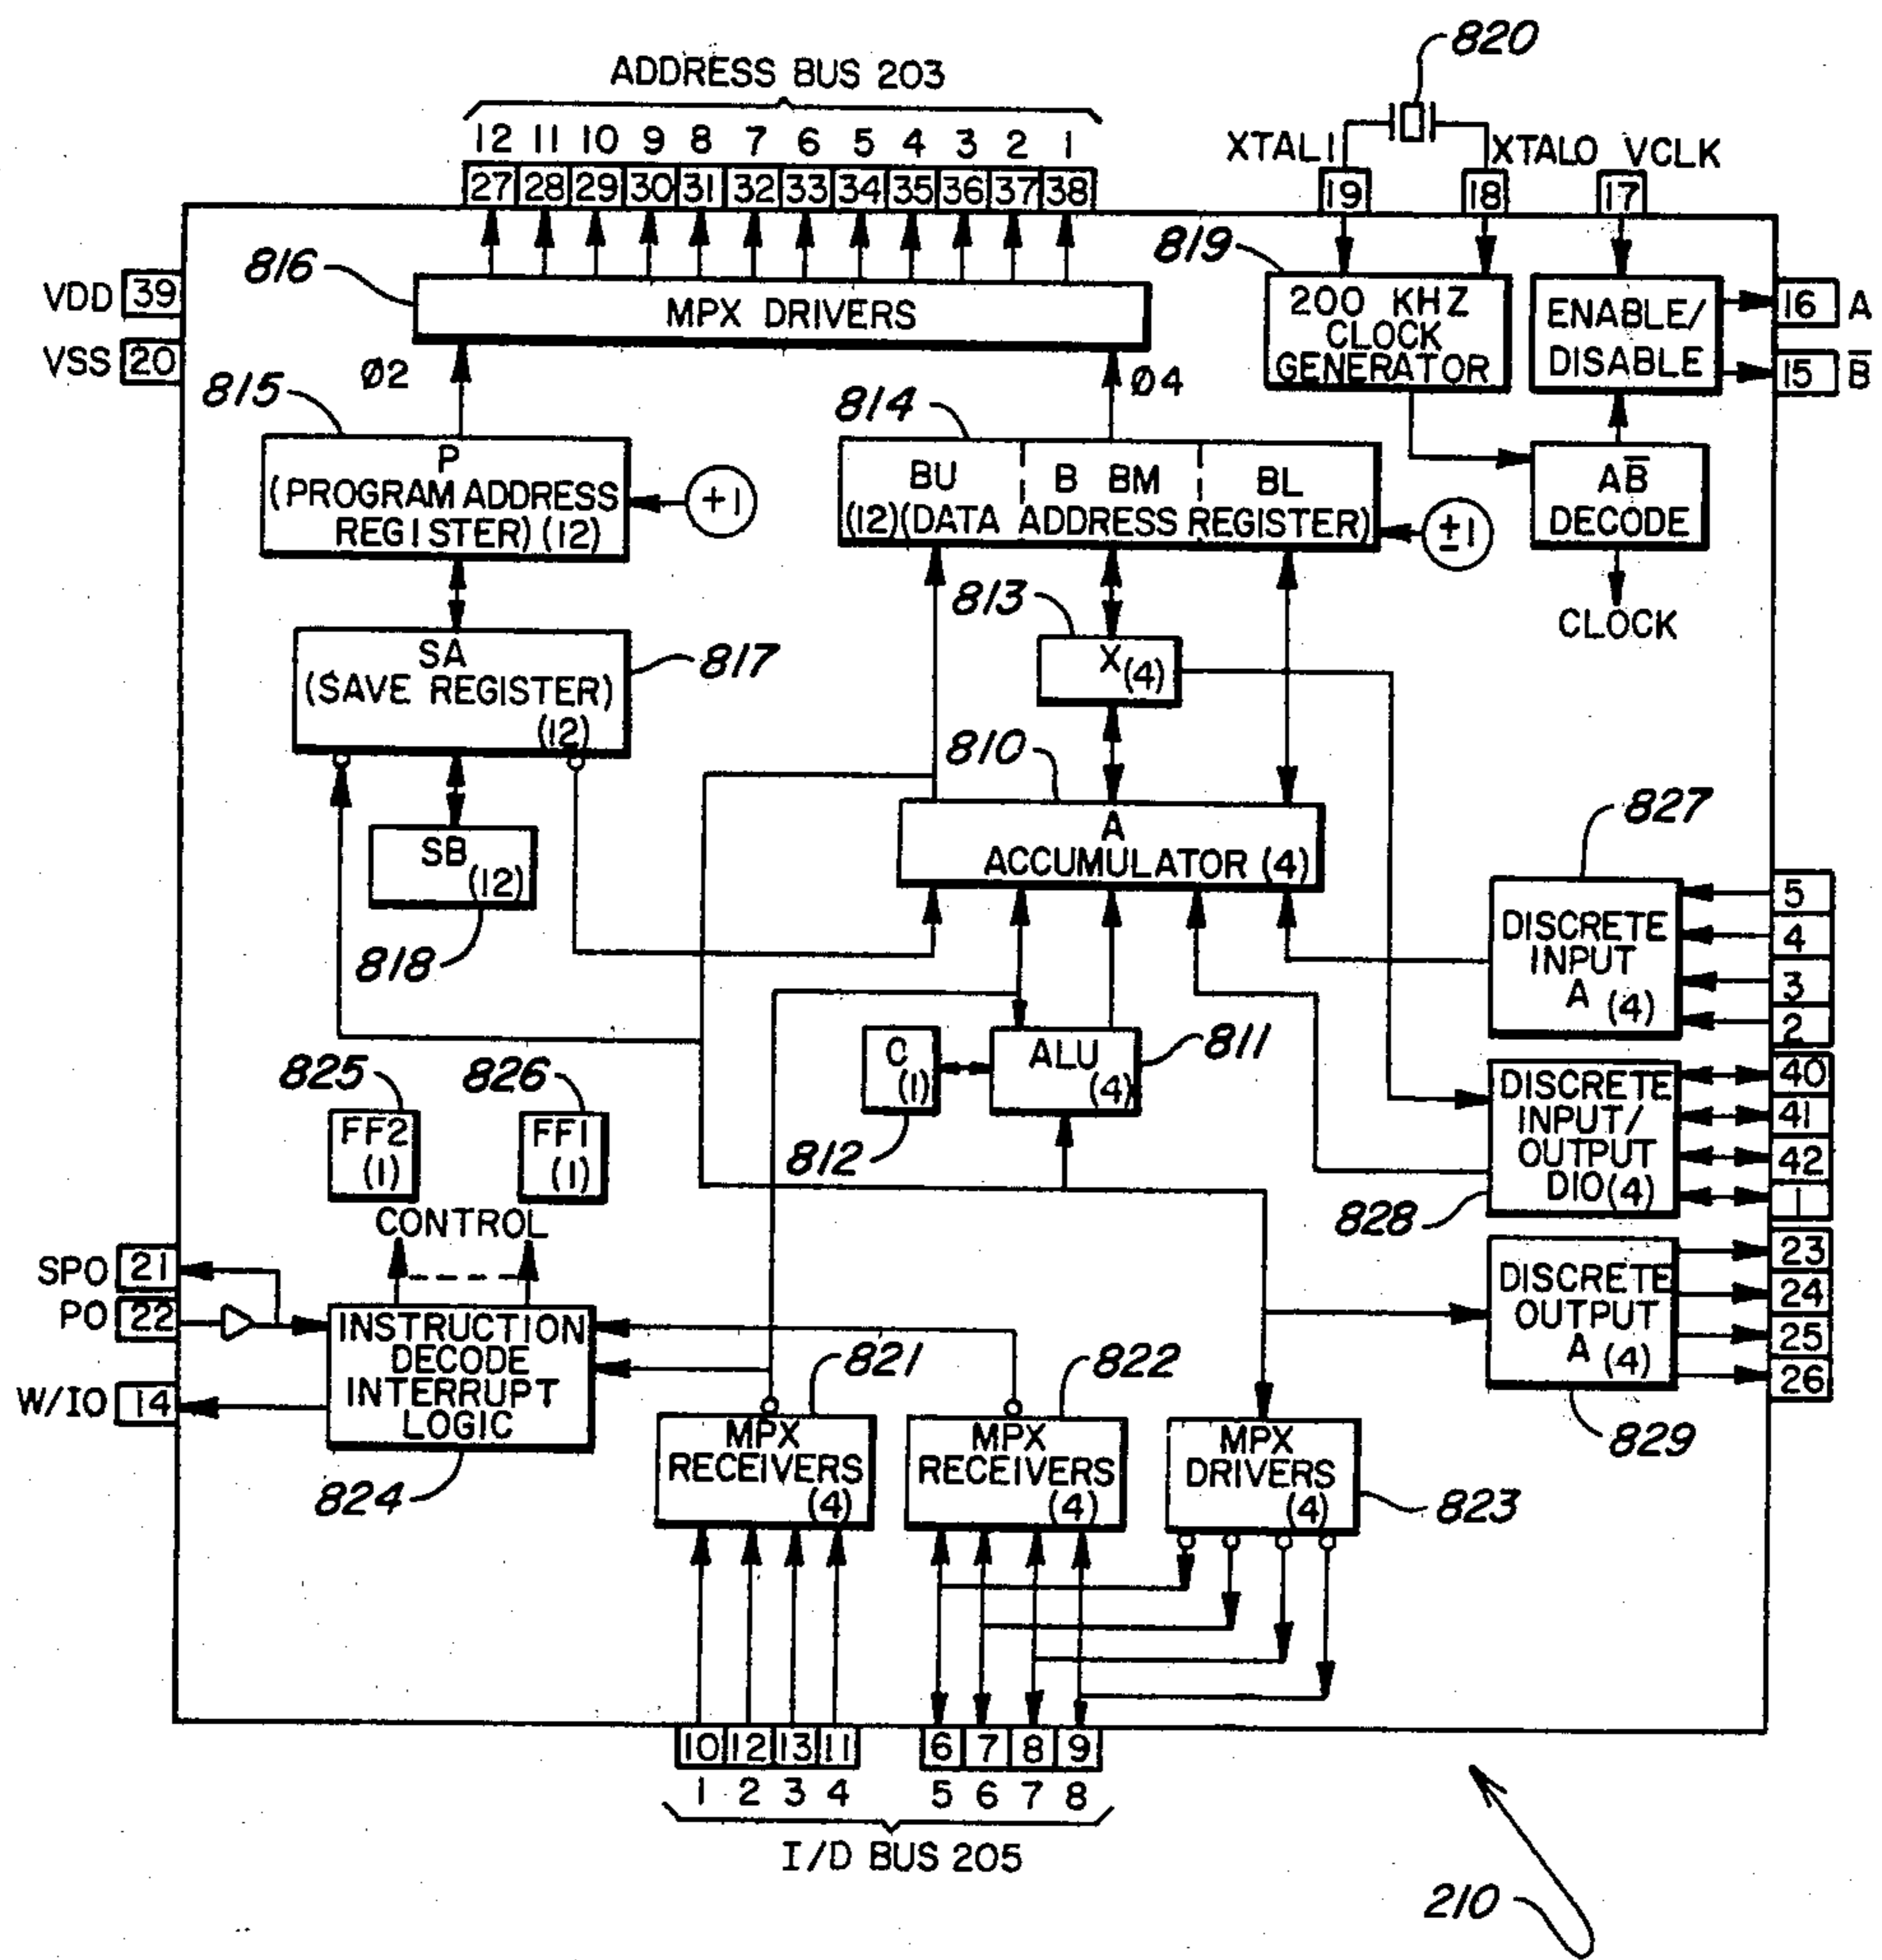 820
ADDRESS BUS 203
12 11 10 9 8 7 6 5 4 3 2 1
XTAL1 XTALO VCLK
27 28 29 30 31 32 33 34 35 36 37 38
19 18 17
816
819
VDD 39
MPX DRIVERS
200 KHZ
CLOCK
GENERATOR
ENABLE/
DISABLE
16 A
VSS 20
15 B̅
Ø2
Ø4
815
814
P
(PROGRAM ADDRESS
REGISTER) (12)
+1
BU B BM BL
(12)(DATA ADDRESS REGISTER)
±1
AB̅
DECODE
813
CLOCK
SA
(SAVE REGISTER)
(12)
817
X (4)
810
827
A
ACCUMULATOR (4)
SB
(12)
818
DISCRETE
INPUT
A (4)
5
4
3
2
C
(1)
ALU
(4)
811
812
825
826
FF2
(1)
FF1
(1)
DISCRETE
INPUT/
OUTPUT
DIO(4)
40
41
42
1
828
CONTROL
SPO 21
PO 22
INSTRUCTION
DECODE
INTERRUPT
LOGIC
W/IO 14
824
821
822
DISCRETE
OUTPUT
A (4)
23
24
25
26
829
MPX
RECEIVERS
(4)
MPX
RECEIVERS
(4)
MPX
DRIVERS
(4)
823
10 12 13 11
6 7 8 9
1 2 3 4
5 6 7 8
I/D BUS 205
210